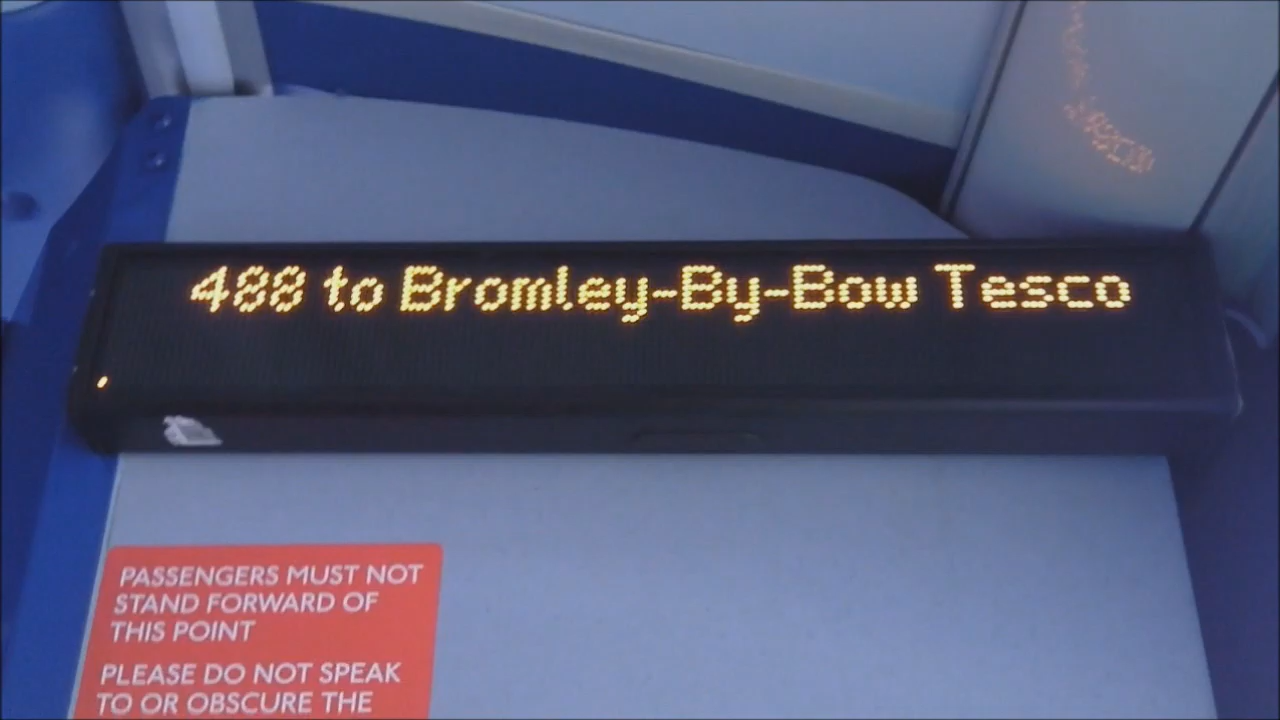 488 to Bromley-By-Bow Tesco
PASSENGERS MUST NOT
STAND FORWARD OF
THIS POINT
PLEASE DO NOT SPEAK
TO OR OBSCURE THE